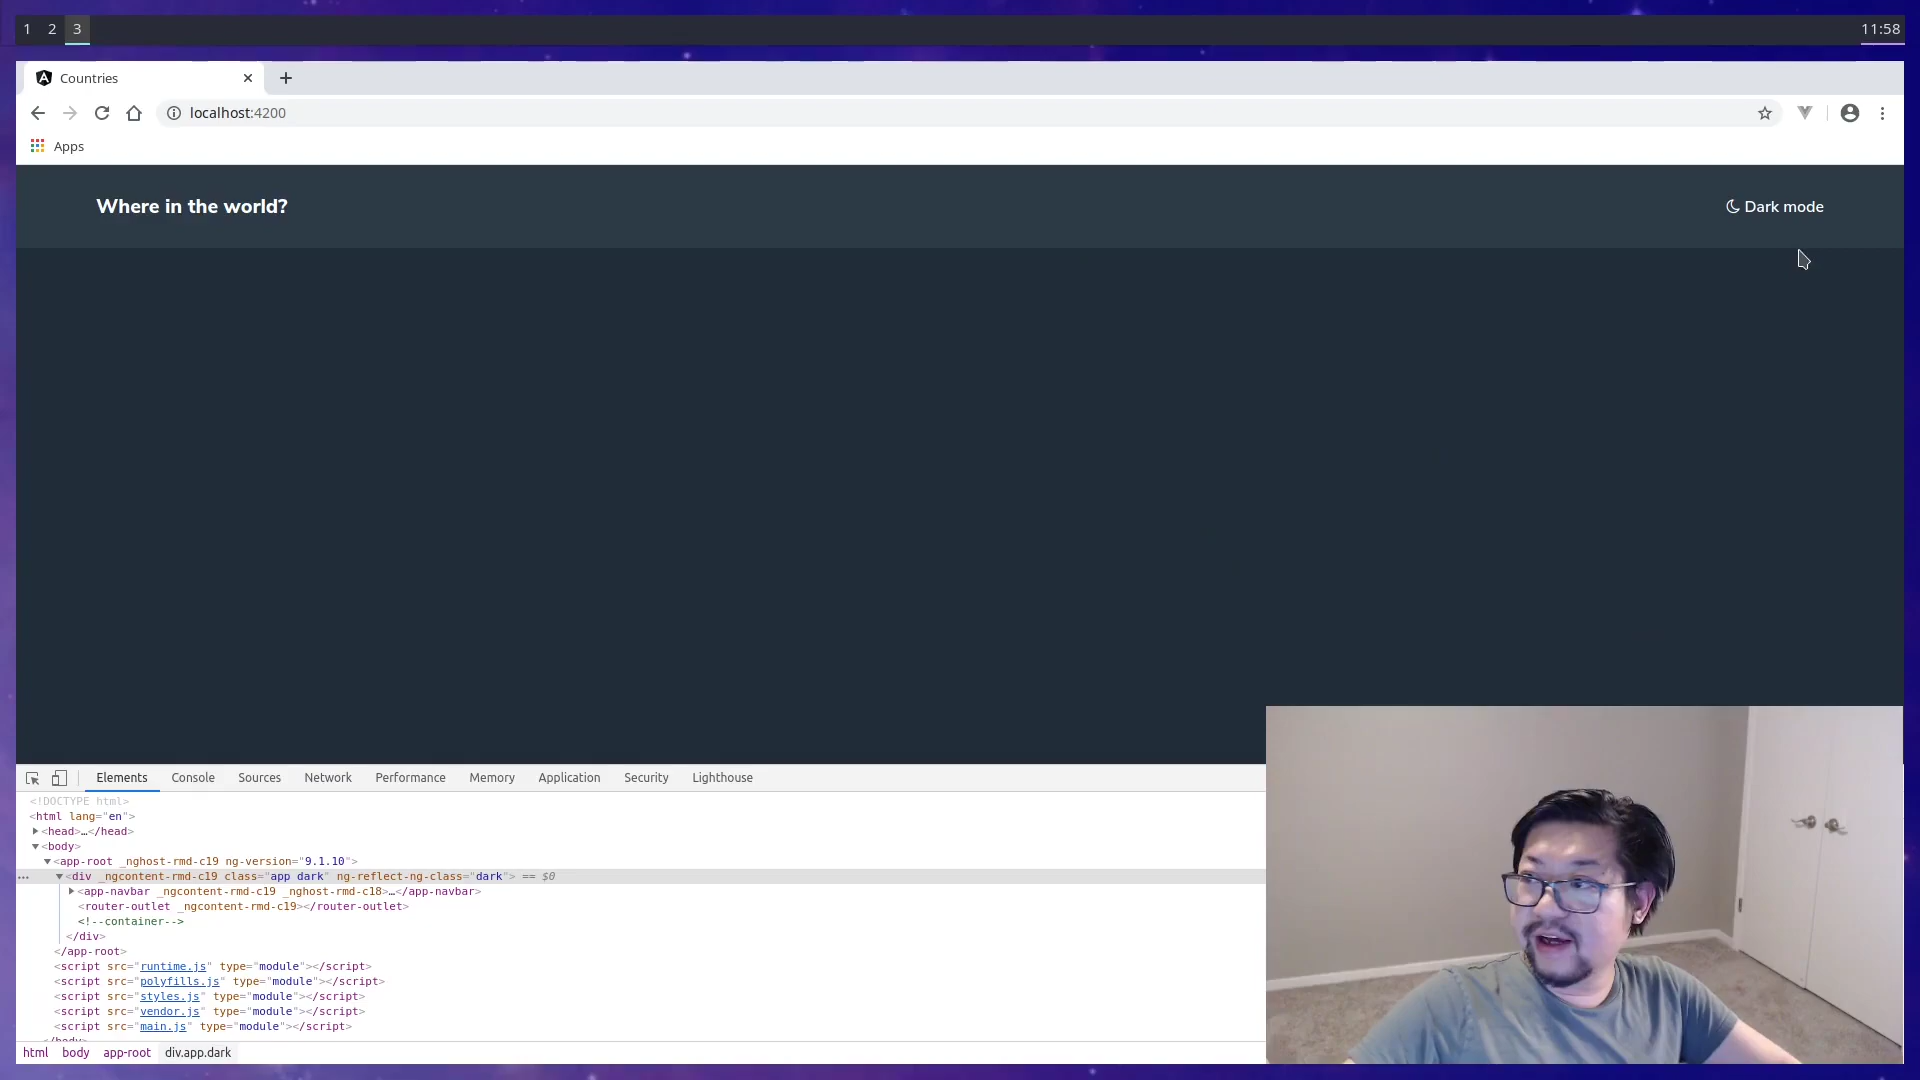 1 2 3 11:58
Countries
localhost:4200
Apps
Where in the world? Dark mode
Elements Console Sources Network Performance Memory Application Security Lighthouse
<!DOCTYPE html>
<html lang="en">
<head>…</head>
<body>
<app-root _nghost-rmd-c19 ng-version="9.1.10">
<div _ngcontent-rmd-c19 class="app dark" ng-reflect-ng-class="dark"> == $0
<app-navbar _ngcontent-rmd-c19 _nghost-rmd-c18>…</app-navbar>
<router-outlet _ngcontent-rmd-c19></router-outlet>
<!--container-->
</div>
</app-root>
<script src="runtime.js" type="module"></script>
<script src="polyfills.js" type="module"></script>
<script src="styles.js" type="module"></script>
<script src="vendor.js" type="module"></script>
<script src="main.js" type="module"></script>
</body>
html body app-root div.app.dark